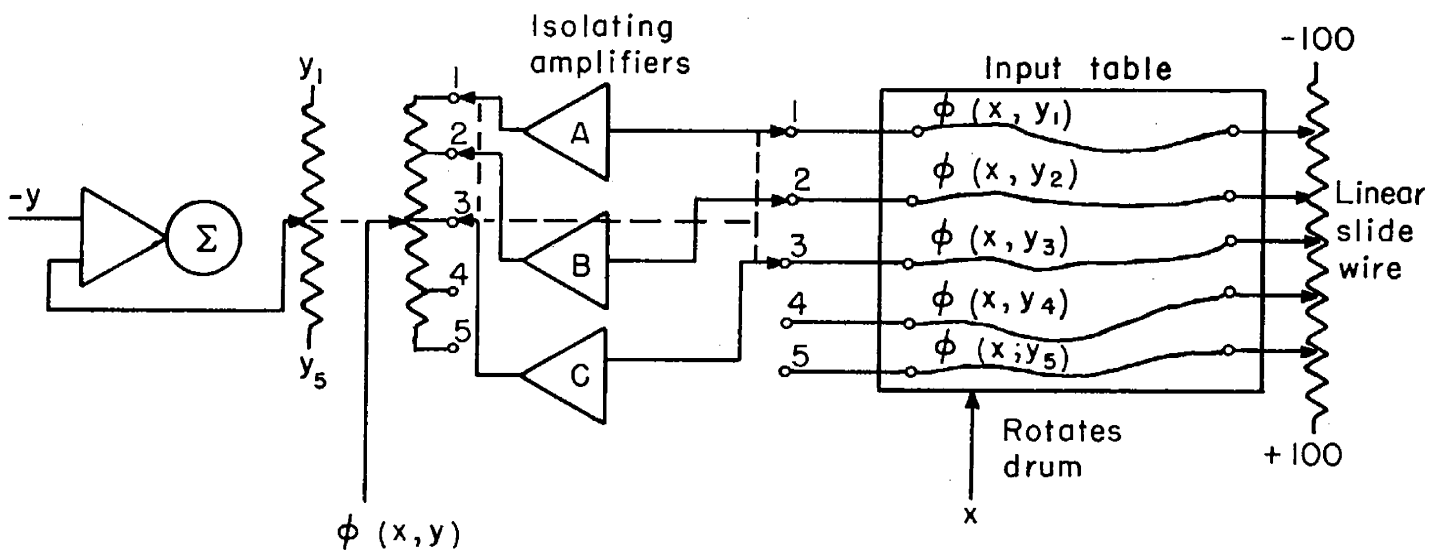 Isolating
amplifiers
Input table
-100
y₁
1
2
3
4
5
A
B
C
-y
Σ
y₅
1
2
3
4
5
ϕ (x, y₁)
ϕ (x, y₂)
ϕ (x, y₃)
ϕ (x, y₄)
ϕ (x; y₅)
Linear
slide
wire
+100
Rotates
drum
x
ϕ (x, y)